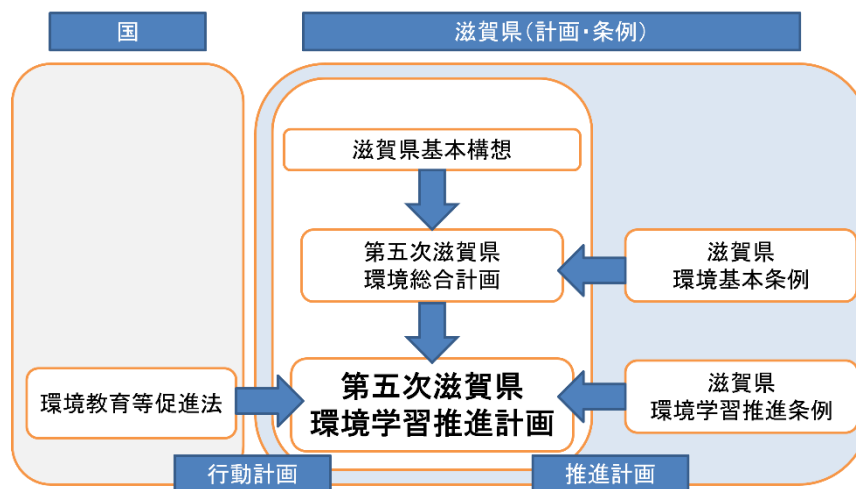 国
滋賀県(計画・条例)
滋賀県基本構想
第五次滋賀県
環境総合計画
滋賀県
環境基本条例
環境教育等促進法
第五次滋賀県
環境学習推進計画
滋賀県
環境学習推進条例
行動計画
推進計画